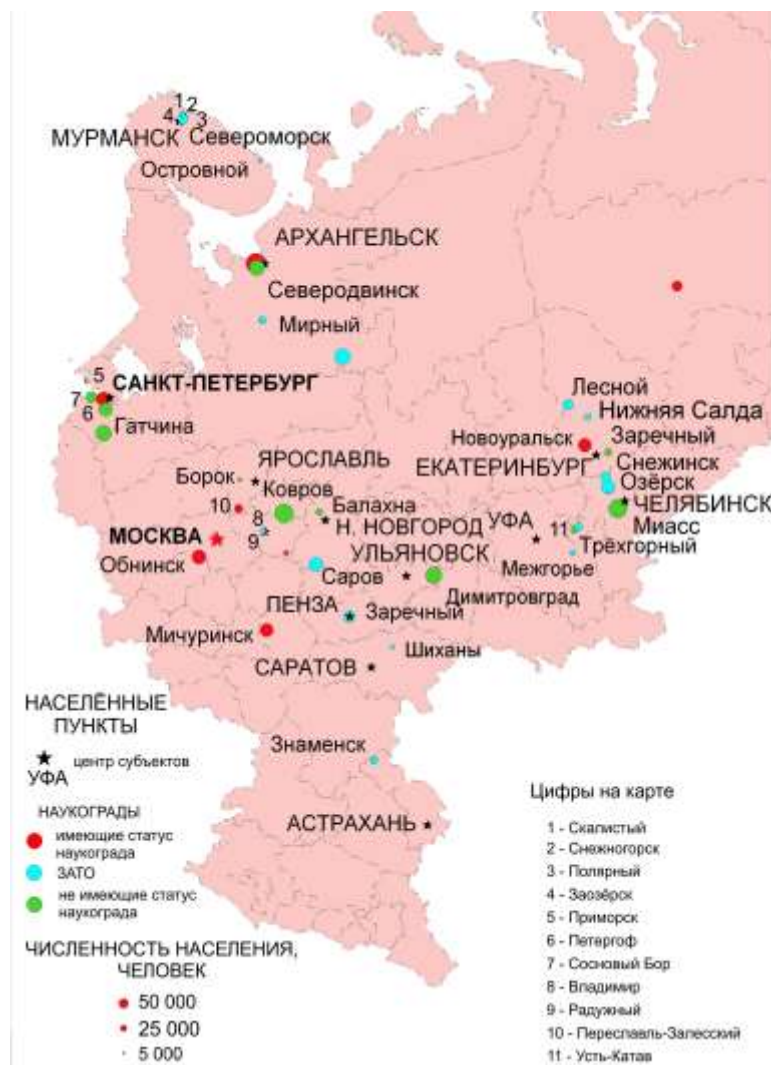 1
2
4
3
МУРМАНСК
Североморск
Островной
АРХАНГЕЛЬСК
Северодвинск
Мирный
5
САНКТ-ПЕТЕРБУРГ
7
6
Гатчина
Лесной
Нижняя Салда
Новоуральск
Заречный
ЕКАТЕРИНБУРГ
Снежинск
Озёрск
ЧЕЛЯБИНСК
Миасс
ЯРОСЛАВЛЬ
Борок
Ковров
10
8
Балахна
Н. НОВГОРОД
УФА
11
МОСКВА
9
УЛЬЯНОВСК
Трёхгорный
Обнинск
Саров
Межгорье
ПЕНЗА
Заречный
Димитровград
Мичуринск
Шиханы
САРАТОВ
Знаменск
АСТРАХАНЬ
НАСЕЛЁННЫЕ
ПУНКТЫ
центр субъектов
УФА
НАУКОГРАДЫ
имеющие статус
наукограда
ЗАТО
не имеющие статус
наукограда
ЧИСЛЕННОСТЬ НАСЕЛЕНИЯ,
ЧЕЛОВЕК
50 000
25 000
5 000
Цифры на карте
1 - Скалистый
2 - Снежногорск
3 - Полярный
4 - Заозёрск
5 - Приморск
6 - Петергоф
7 - Сосновый Бор
8 - Владимир
9 - Радужный
10 - Переславль-Залесский
11 - Усть-Катав